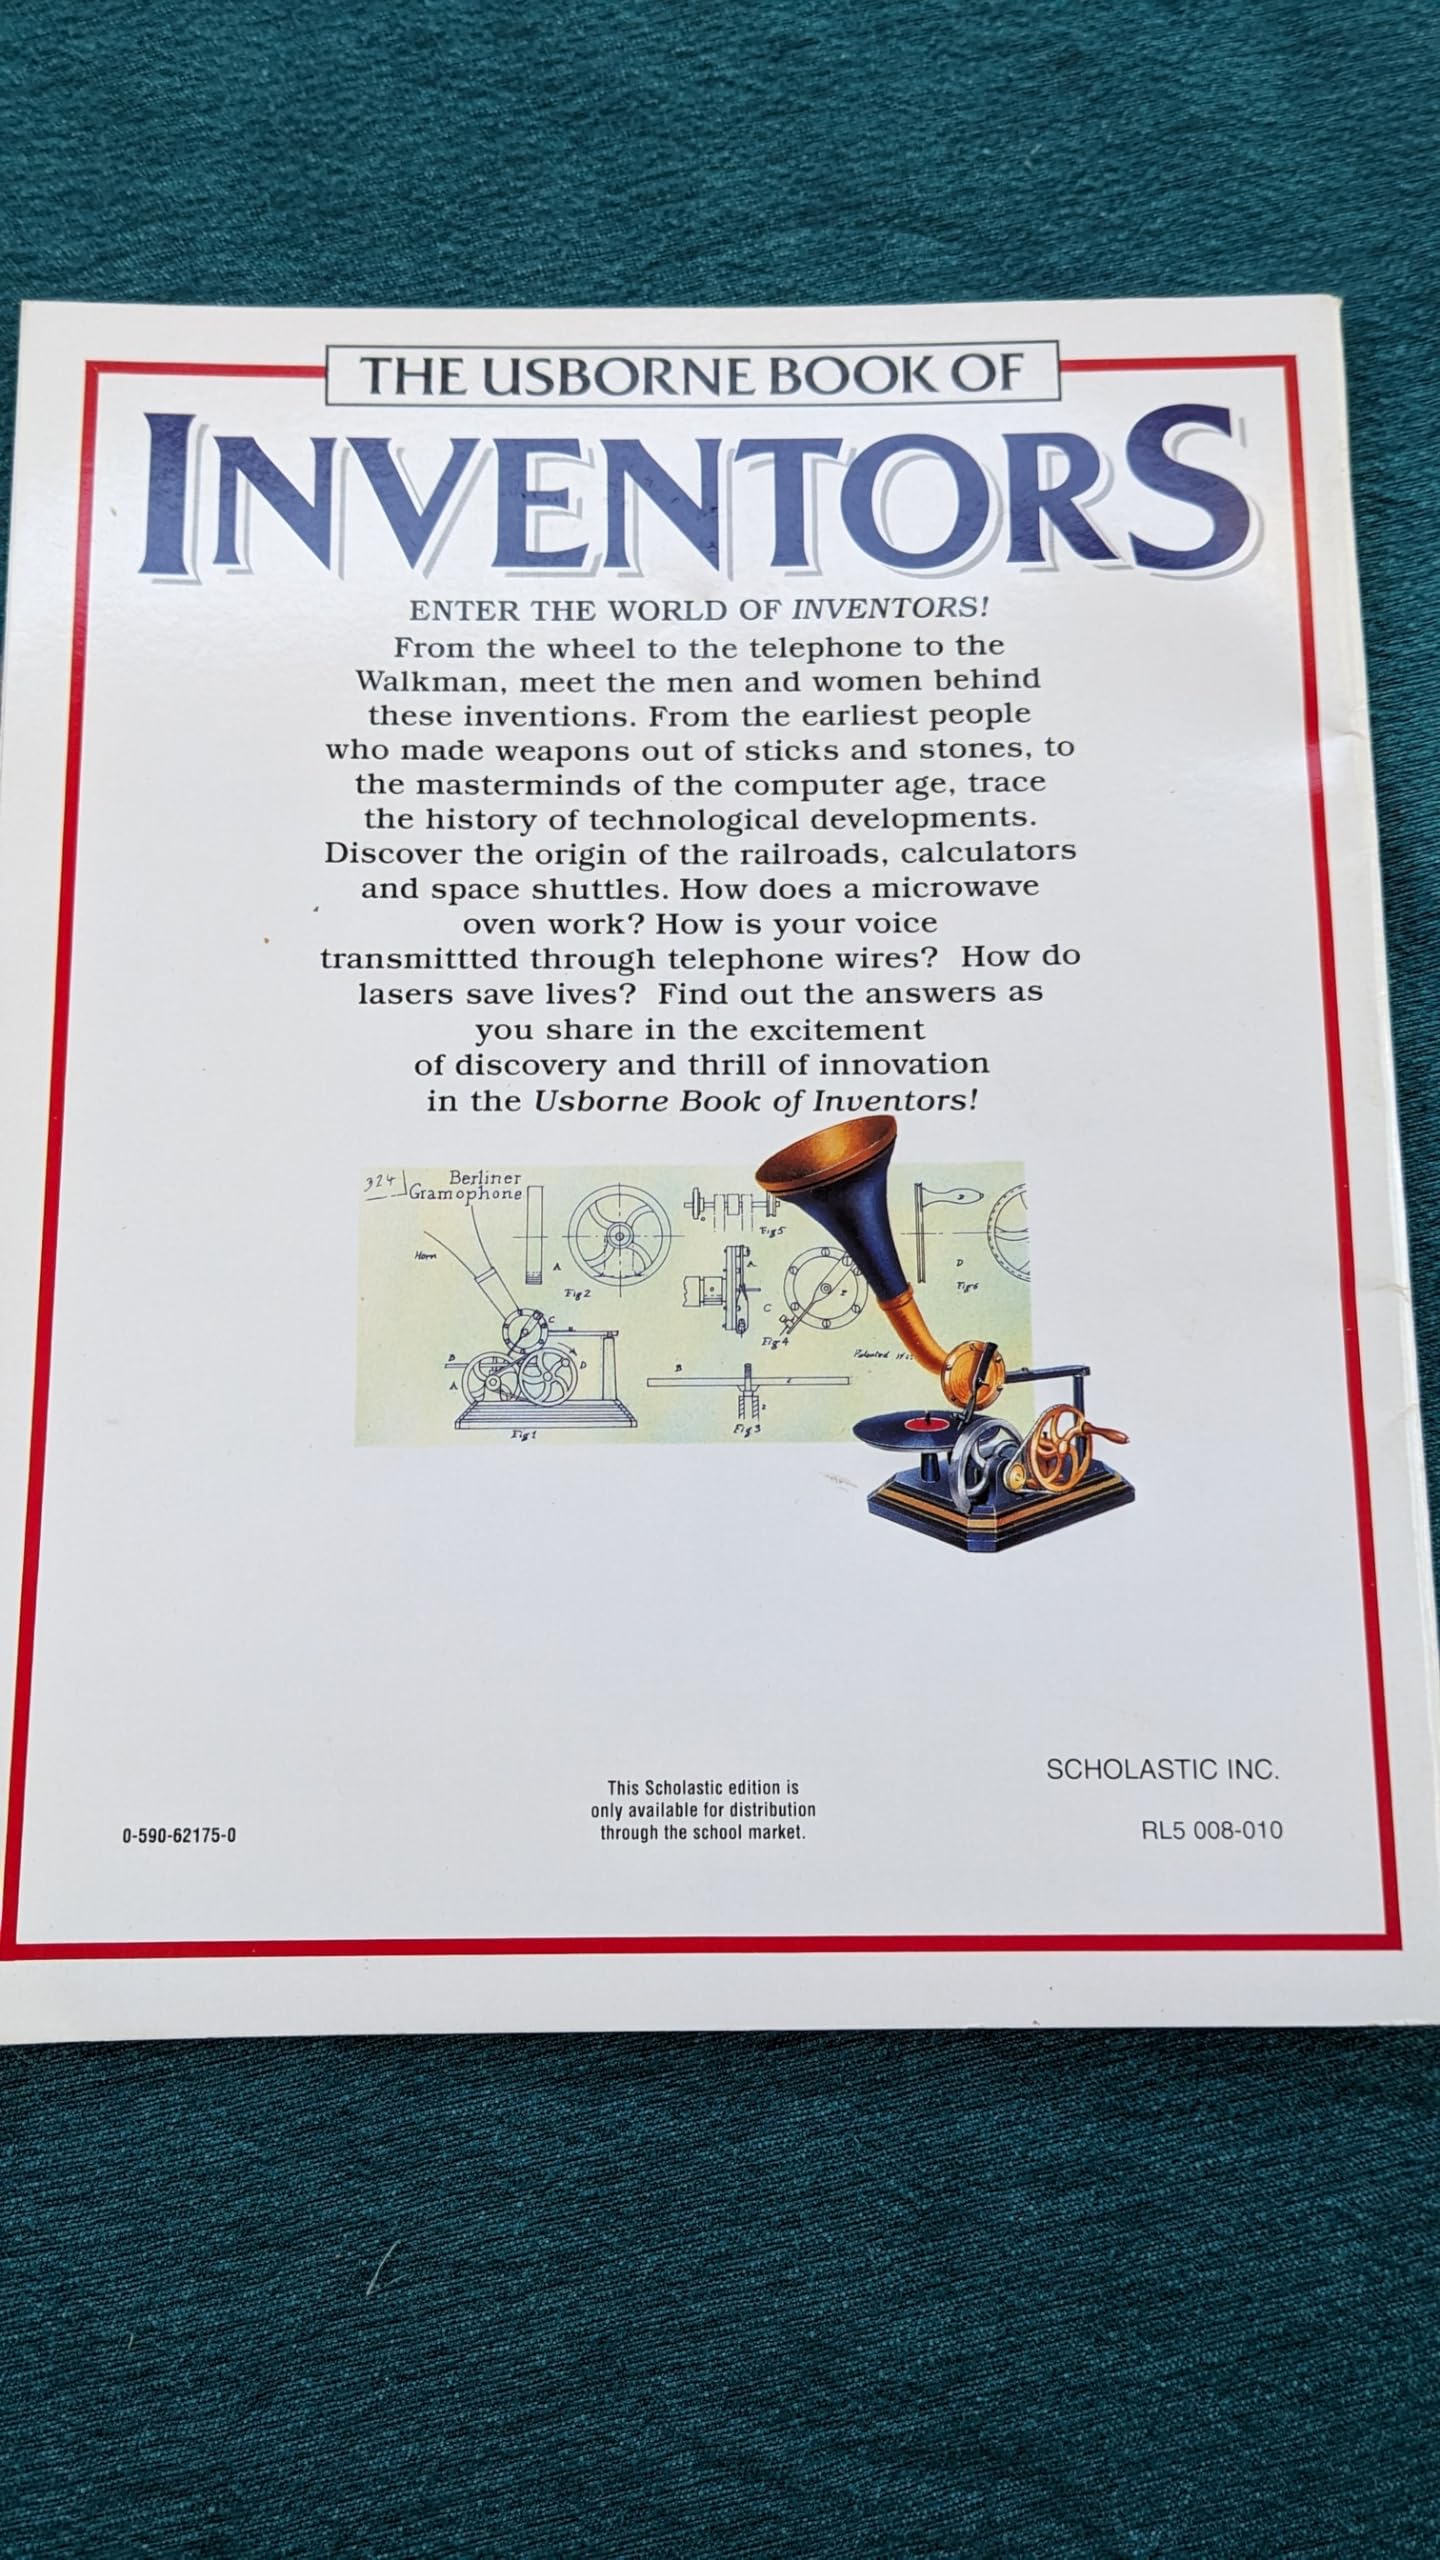 THE USBORNE BOOK OF
INVENTORS
ENTER THE WORLD OF INVENTORS!
From the wheel to the telephone to the
Walkman, meet the men and women behind
these inventions. From the earliest people
who made weapons out of sticks and stones, to
the masterminds of the computer age, trace
the history of technological developments.
Discover the origin of the railroads, calculators
and space shuttles. How does a microwave
oven work? How is your voice
transmittted through telephone wires? How do
lasers save lives? Find out the answers as
you share in the excitement
of discovery and thrill of innovation
in the Usborne Book of Inventors!
324
Berliner
Gramophone
Horn
A
Fig 2
Fig 5
A
C
Fig 4
D
Fig 6
Patented
C
B
A
D
Fig 1
B
Fig 3
This Scholastic edition is
only available for distribution
through the school market.
0-590-62175-0
SCHOLASTIC INC.
RL5 008-010